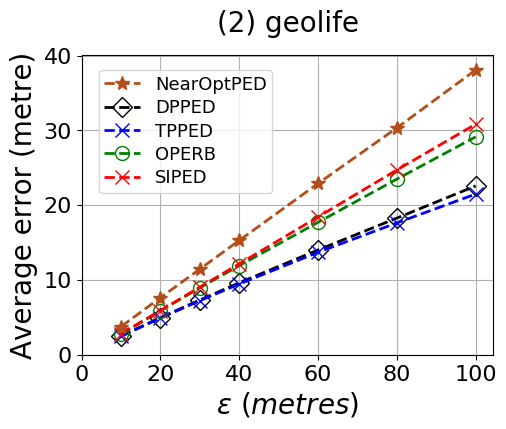 (2) geolife
Average error (metre)
40
30
20
10
0
NearOptPED
DPPED
TPPED
OPERB
SIPED
0 20 40 60 80 100
ε (metres)